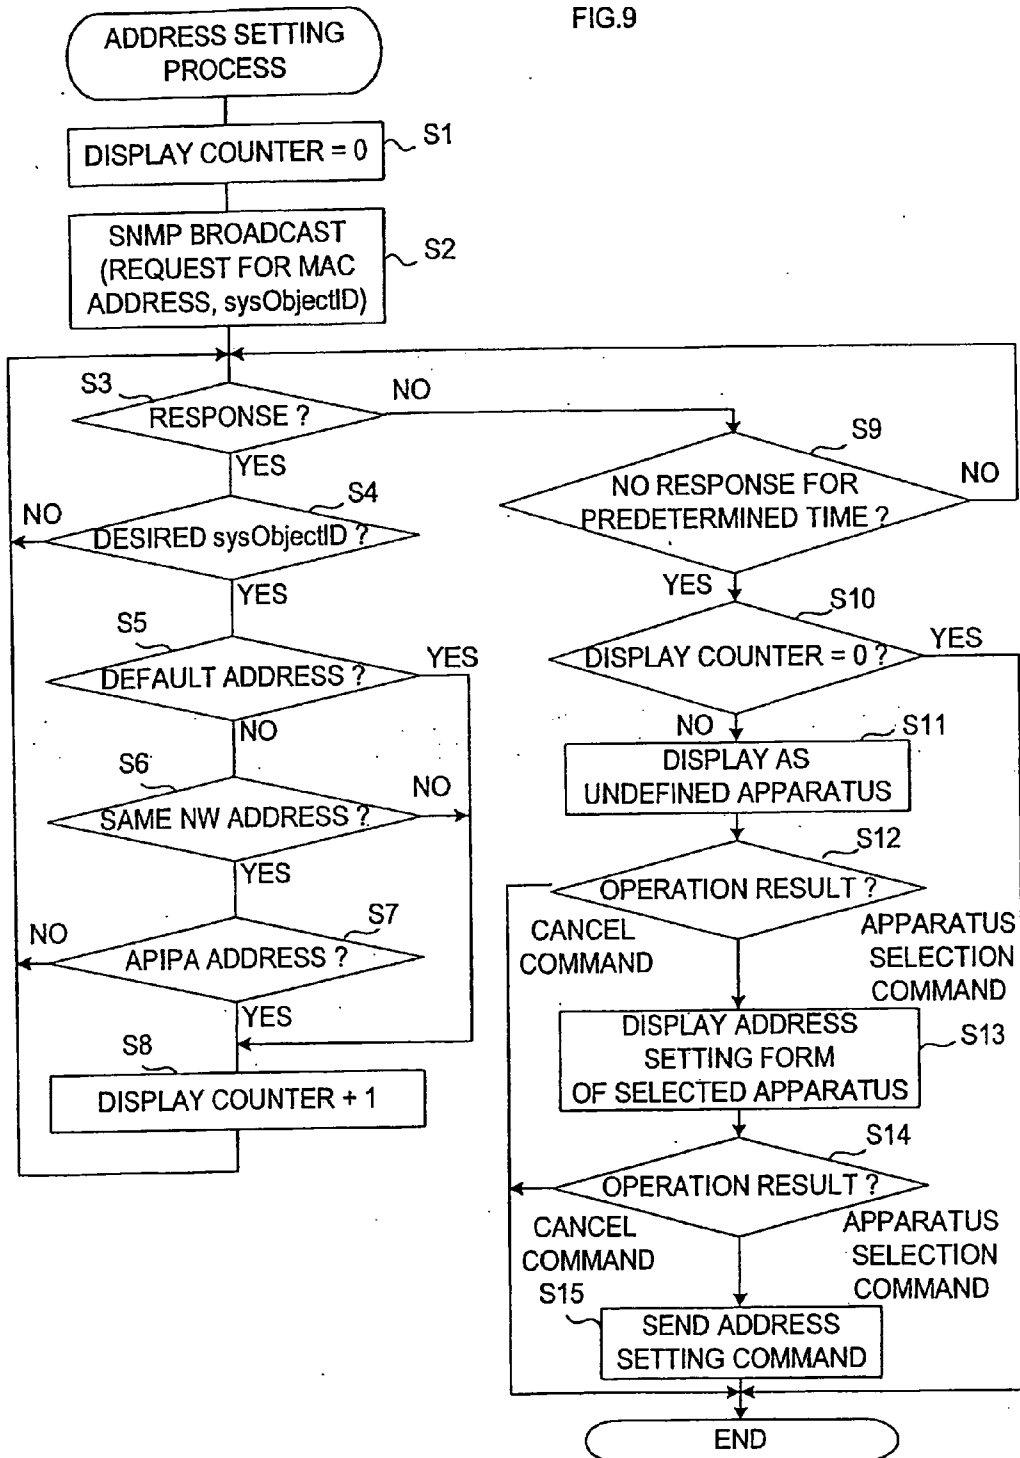 FIG.9
ADDRESS SETTING
PROCESS
S1
DISPLAY COUNTER = 0
S2
SNMP BROADCAST
(REQUEST FOR MAC
ADDRESS, sysObjectID)
S3
RESPONSE ?
NO
YES
S4
NO
DESIRED sysObjectID ?
YES
S5
DEFAULT ADDRESS ?
YES
NO
S6
SAME NW ADDRESS ?
NO
YES
S7
NO
APIPA ADDRESS ?
YES
S8
DISPLAY COUNTER + 1
S9
NO RESPONSE FOR
PREDETERMINED TIME ?
NO
YES
S10
DISPLAY COUNTER = 0 ?
YES
NO
S11
DISPLAY AS
UNDEFINED APPARATUS
S12
OPERATION RESULT ?
CANCEL
COMMAND
APPARATUS
SELECTION
COMMAND
DISPLAY ADDRESS
SETTING FORM
OF SELECTED APPARATUS
S13
S14
OPERATION RESULT ?
CANCEL
COMMAND
APPARATUS
SELECTION
COMMAND
S15
SEND ADDRESS
SETTING COMMAND
END